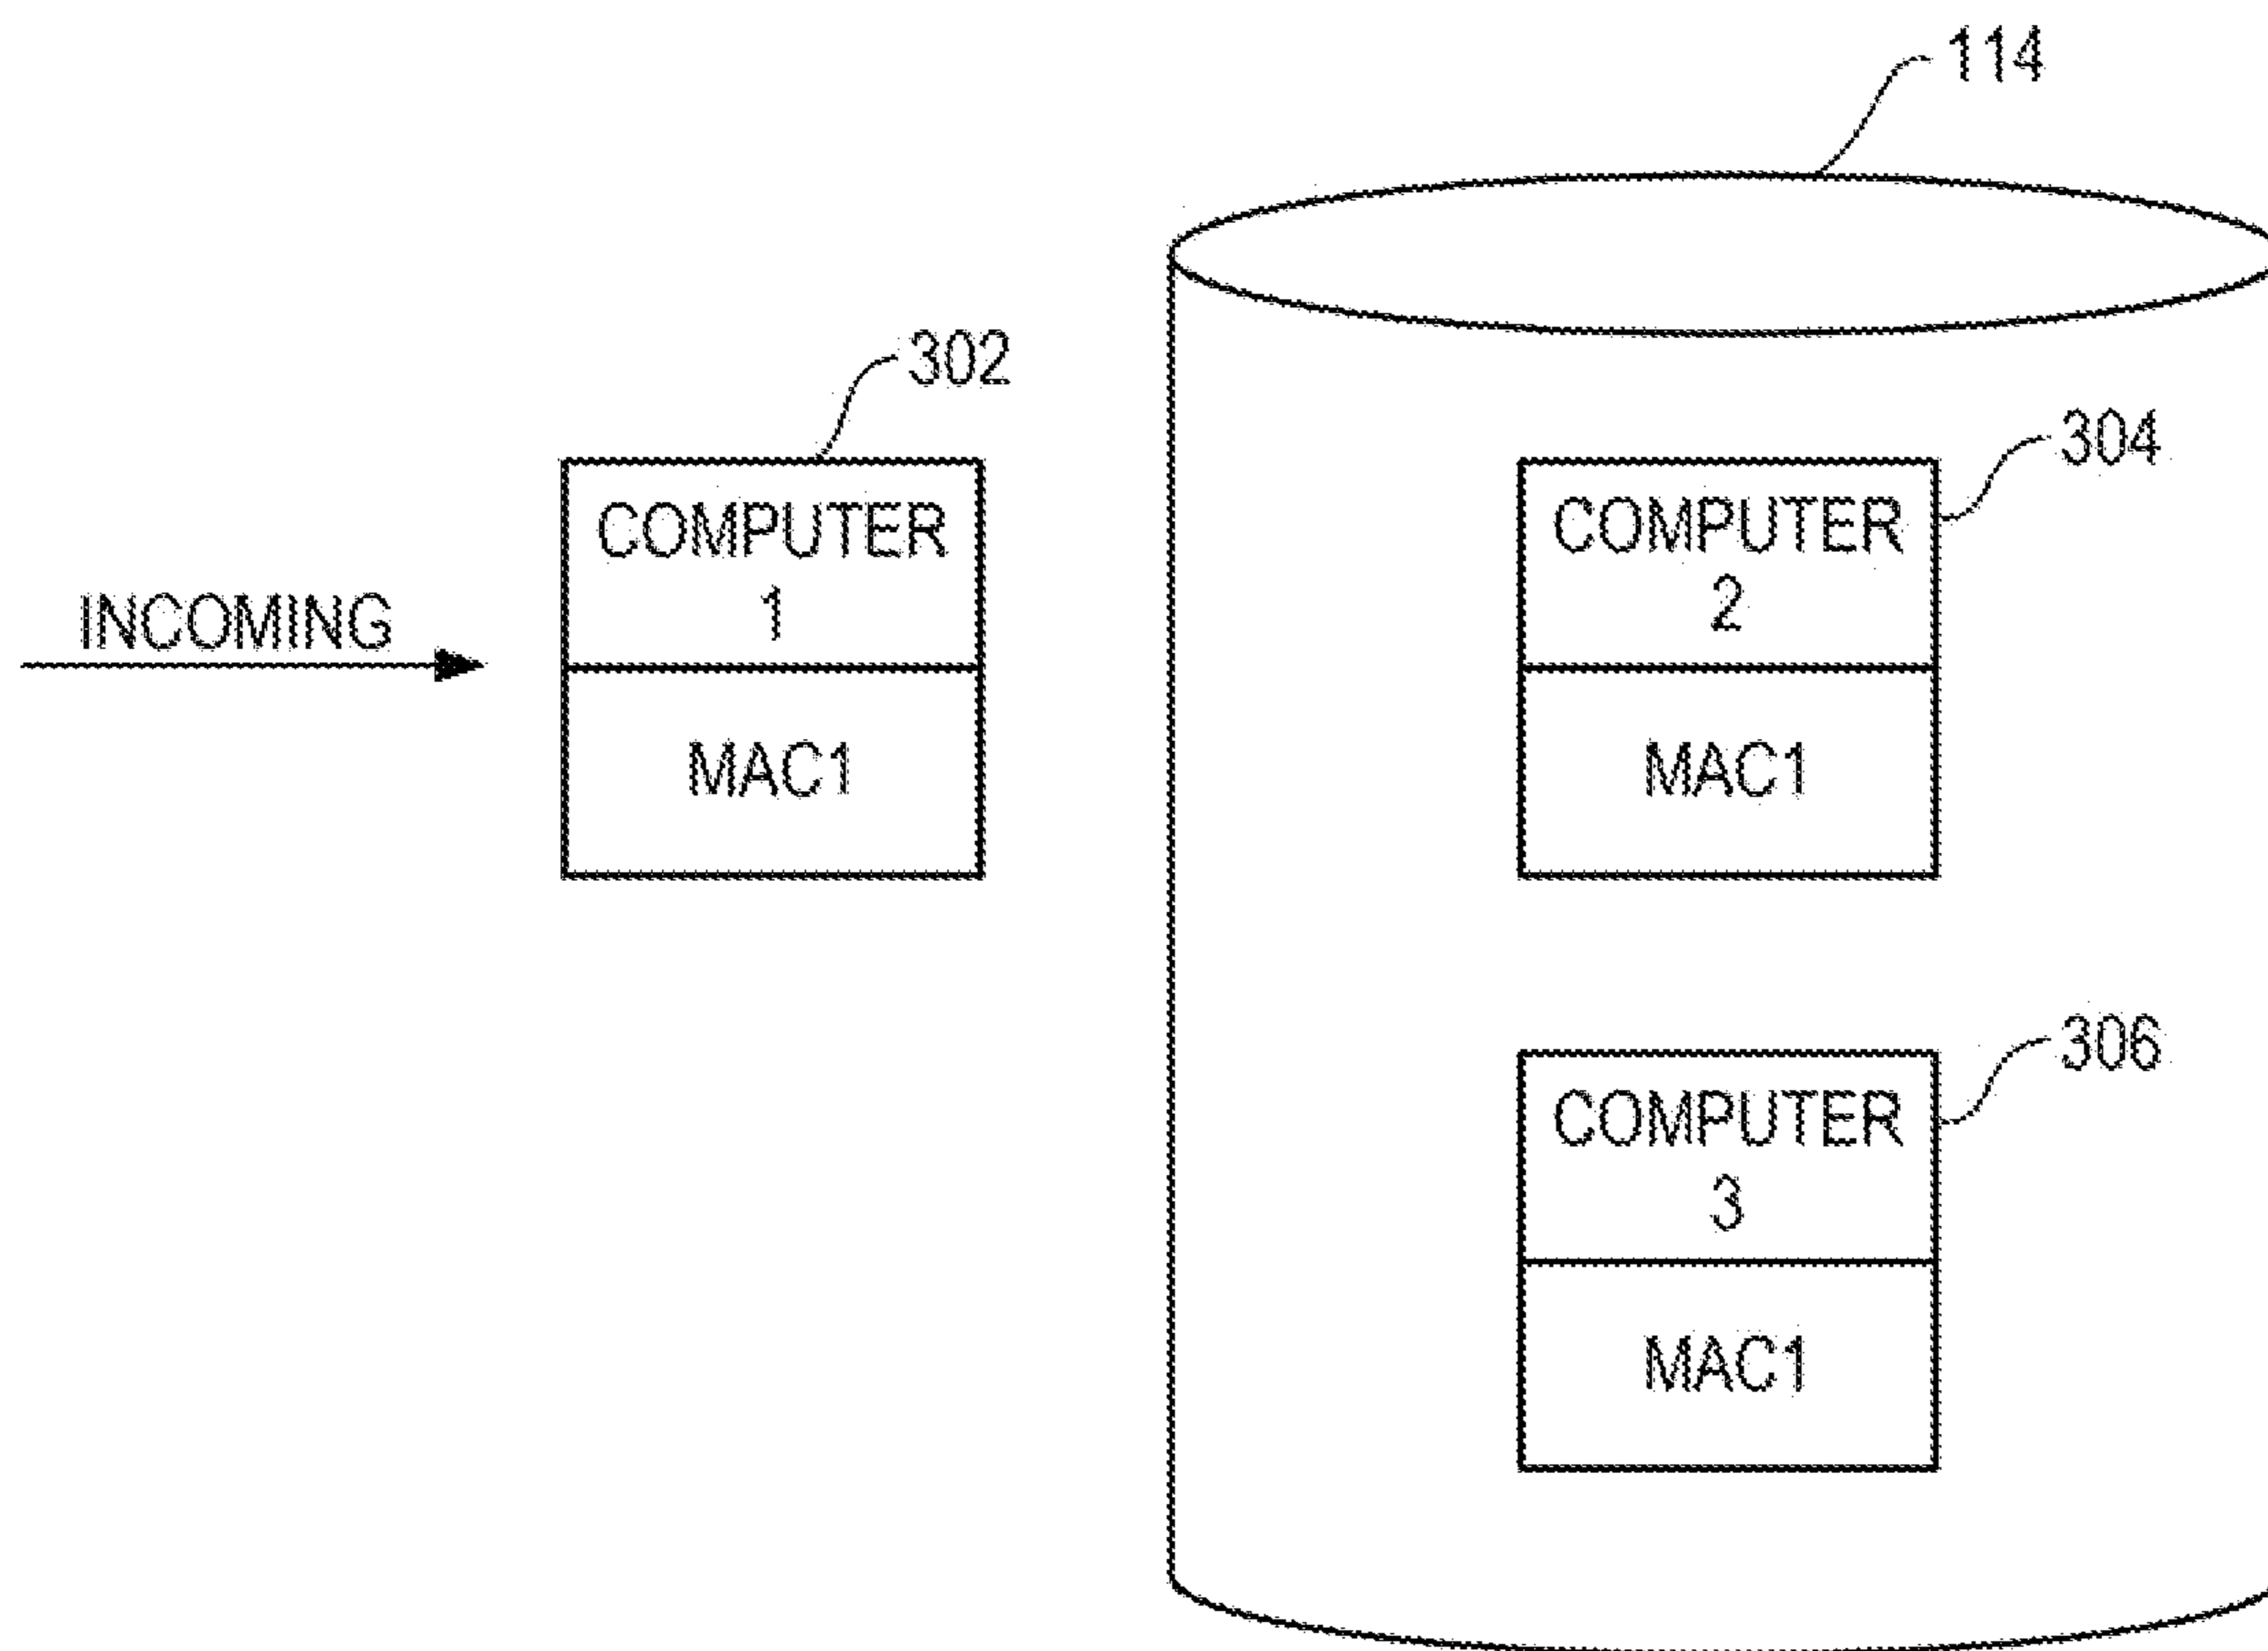 114
302
304
COMPUTER
1
COMPUTER
2
INCOMING
MAC1
MAC1
306
COMPUTER
3
MAC1